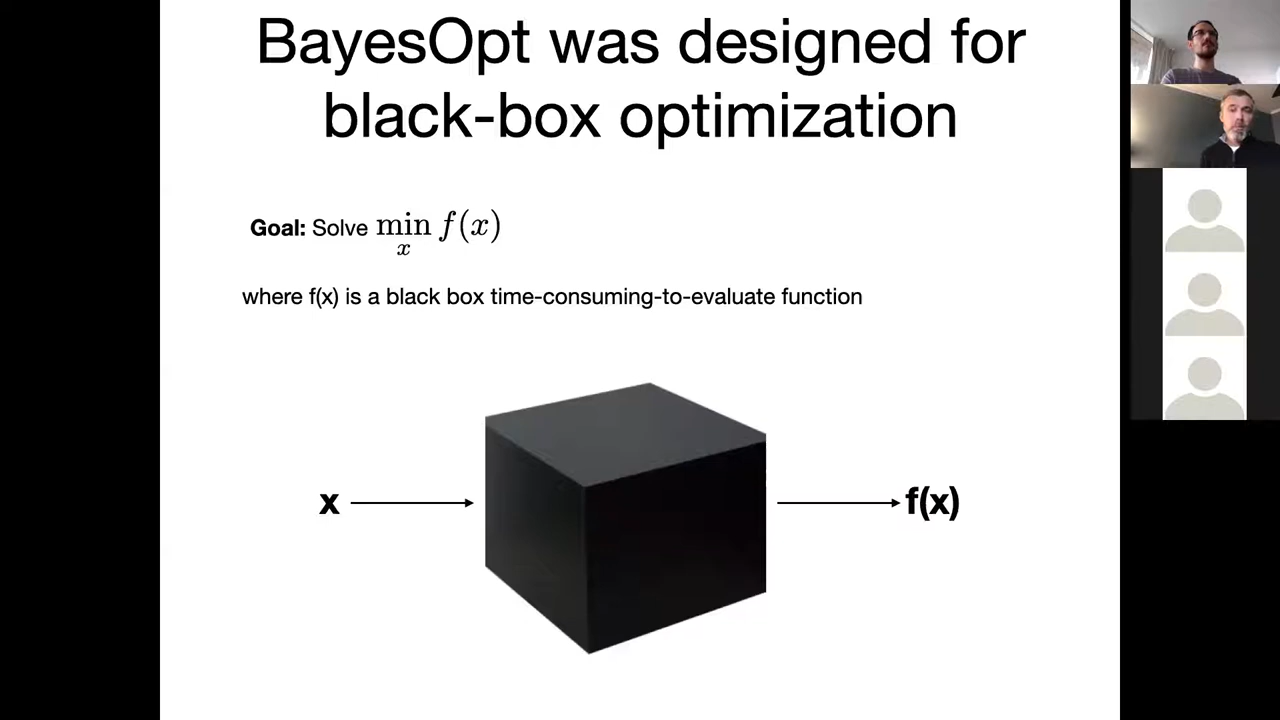 BayesOpt was designed for
black-box optimization
Goal: Solve min f(x)
x
where f(x) is a black box time-consuming-to-evaluate function
x
f(x)